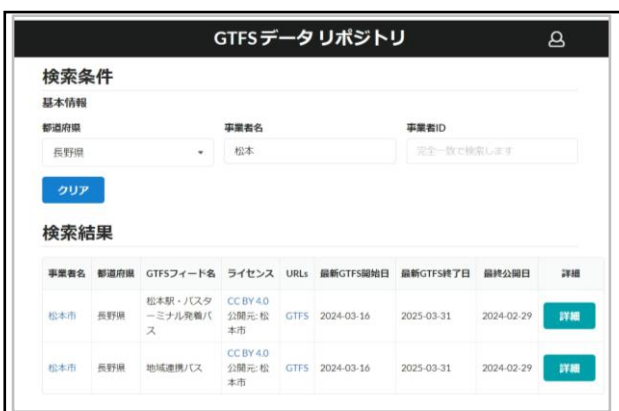 GTFSデータ リポジトリ
検索条件
基本情報
都道府県 事業者名 事業者ID
長野県 松本 完全一致で検索します
クリア
検索結果
事業者名 都道府県 GTFSフィード名 ライセンス URLs 最新GTFS開始日 最新GTFS終了日 最終公開日 詳細
松本市 長野県 松本駅・バスタ CC BY 4.0 GTFS 2024-03-16 2025-03-31 2024-02-29 詳細
ーミナル発着バ 公開元: 松
ス 本市
松本市 長野県 地域連携バス CC BY 4.0 GTFS 2024-03-16 2025-03-31 2024-02-29 詳細
公開元: 松
本市